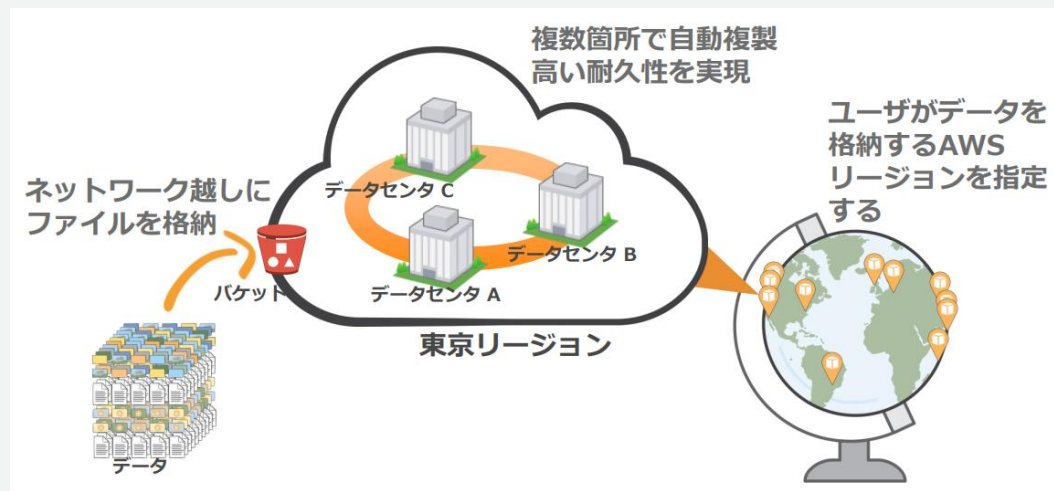 複数箇所で自動複製
高い耐久性を実現
ユーザがデータを
格納するAWS
リージョンを指定
する
ネットワーク越しに
ファイルを格納
データセンタ C
データセンタ B
データセンタ A
バケット
東京リージョン
データ